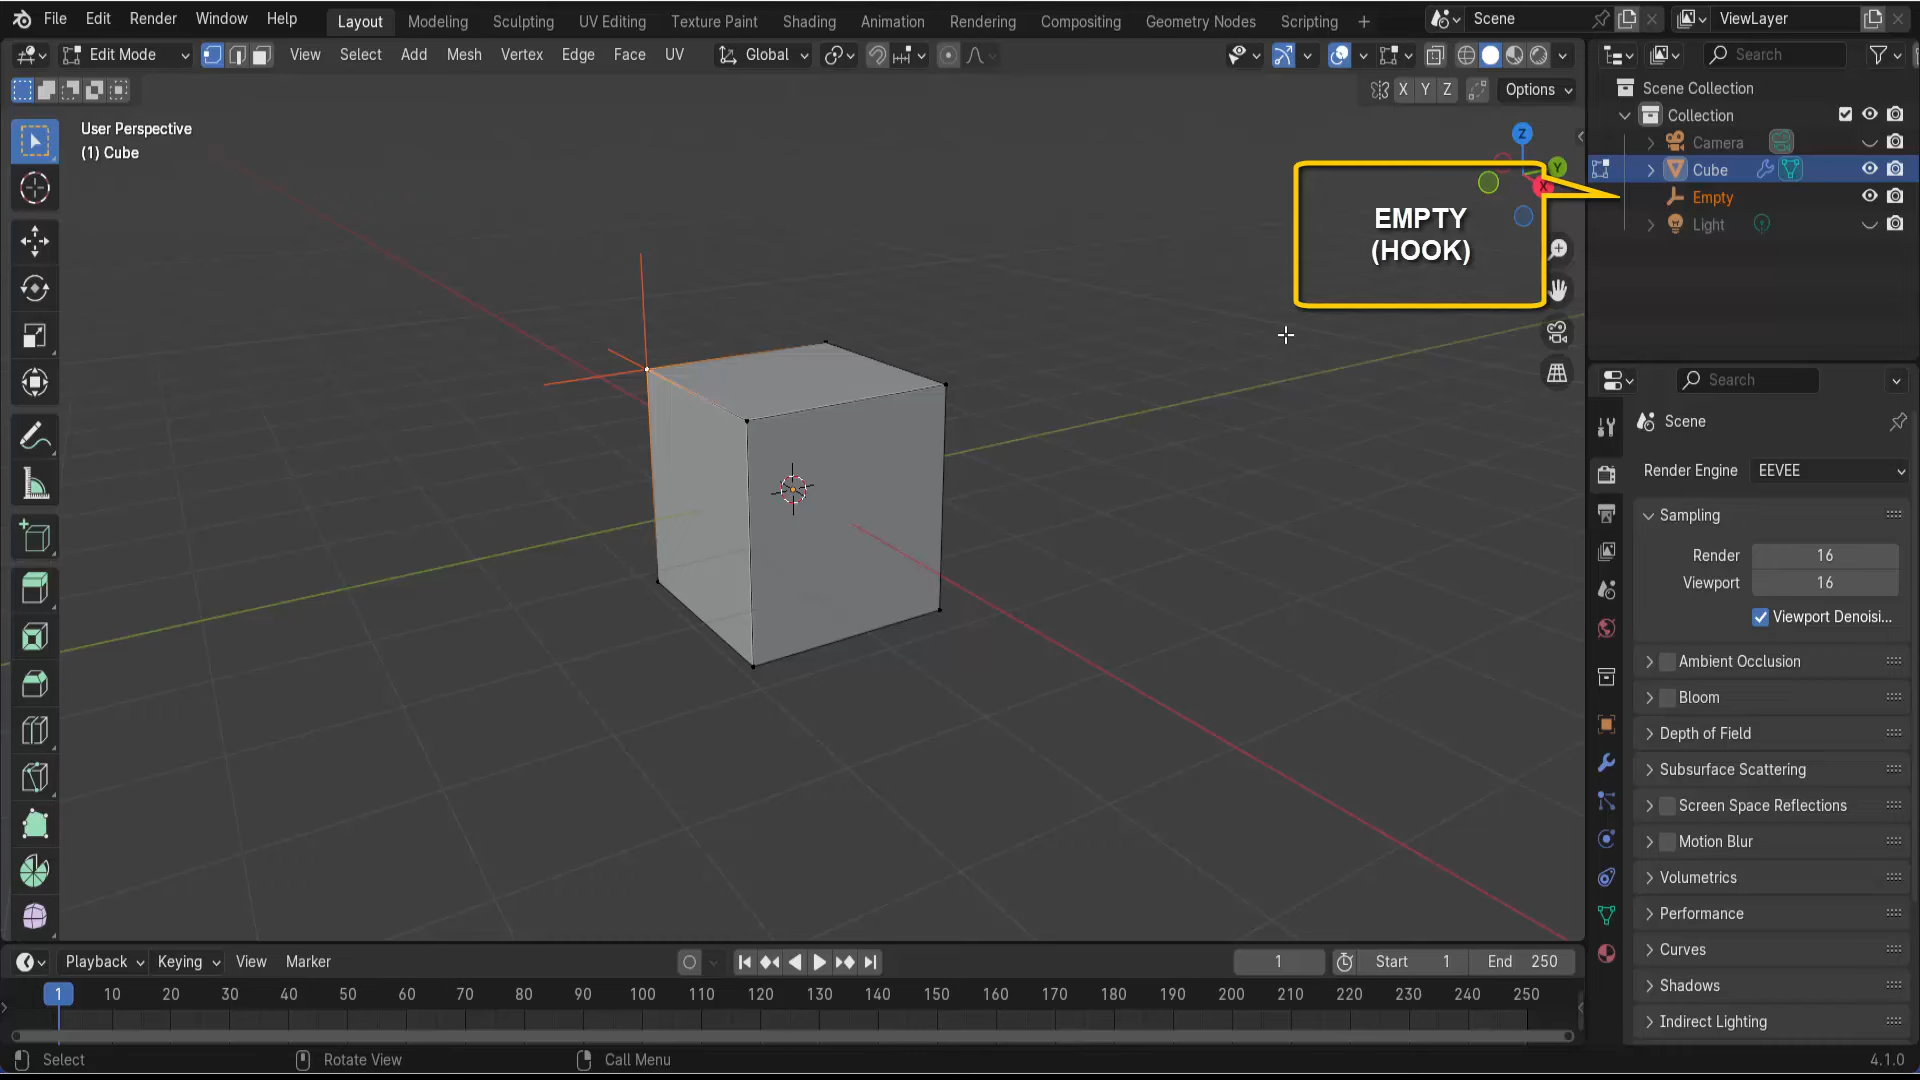 File Edit Render Window Help Layout Modeling Sculpting UV Editing Texture Paint Shading Animation Rendering Compositing Geometry Nodes Scripting + Scene ViewLayer
Edit Mode View Select Add Mesh Vertex Edge Face UV Global Search
X Y Z Options
User Perspective
(1) Cube
Scene Collection
Collection
Camera
Cube
Empty
Light
Z
Y
X
EMPTY
(HOOK)
Search
Scene
Render Engine EEVEE
Sampling
Render 16
Viewport 16
Viewport Denoisi...
Ambient Occlusion
Bloom
Depth of Field
Subsurface Scattering
Screen Space Reflections
Motion Blur
Volumetrics
Performance
Curves
Shadows
Indirect Lighting
Playback Keying View Marker 1 Start 1 End 250
1 10 20 30 40 50 60 70 80 90 100 110 120 130 140 150 160 170 180 190 200 210 220 230 240 250
Select Rotate View Call Menu 4.1.0